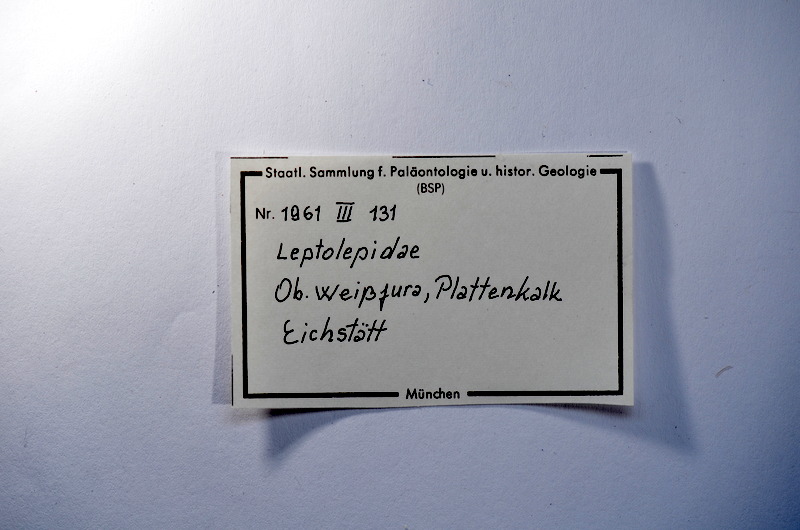 Staatl. Sammlung f. Paläontologie u. histor. Geologie
(BSP)
Nr. 1961 III 131
Leptolepidae
Ob. Weißjura, Plattenkalk
Eichstätt
München